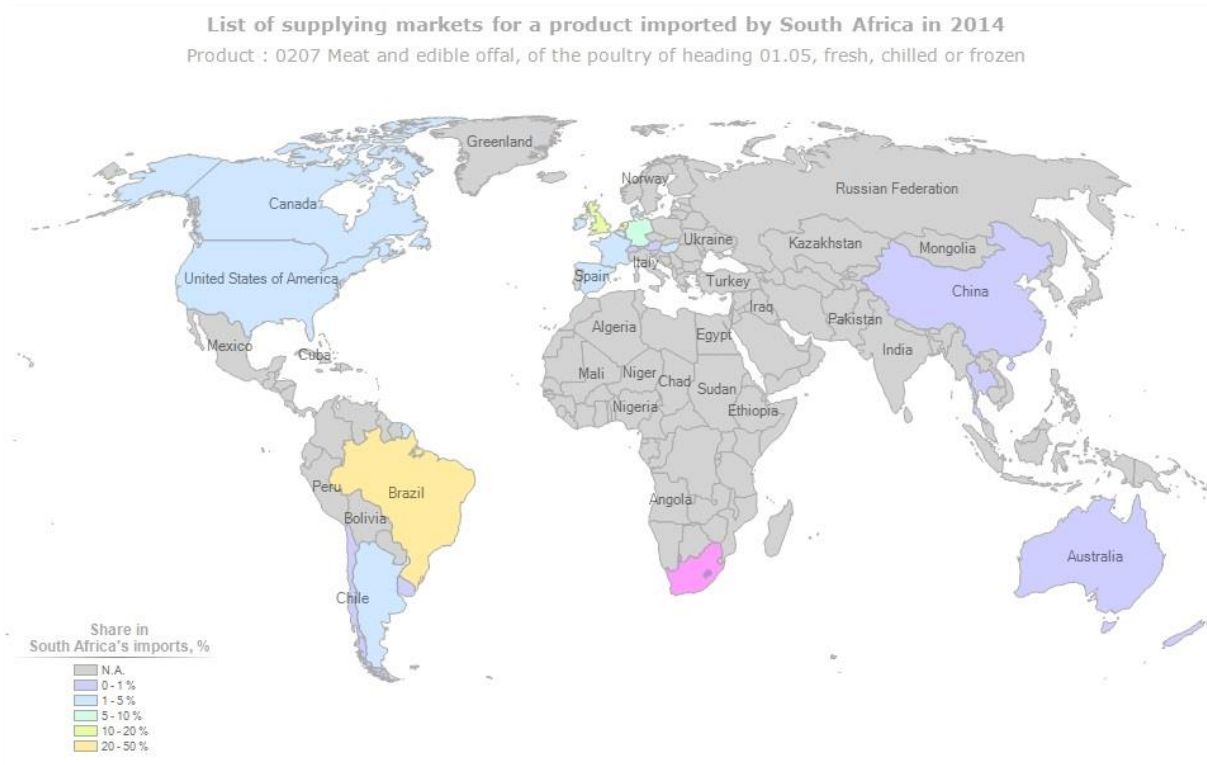 List of supplying markets for a product imported by South Africa in 2014
Product : 0207 Meat and edible offal, of the poultry of heading 01.05, fresh, chilled or frozen
Greenland
Norway
Russian Federation
Canada
Ukraine
Kazakhstan
Mongolia
Italy
Spain
United States of America
Turkey
China
Iraq
Pakistan
Algeria
Egypt
Mexico
India
Cuba
Mali
Niger
Chad
Sudan
Nigeria
Ethiopia
Peru
Brazil
Angola
Bolivia
Australia
Chile
Share in
South Africa's imports, %
N.A.
0 - 1 %
1 - 5 %
5 - 10 %
10 - 20 %
20 - 50 %